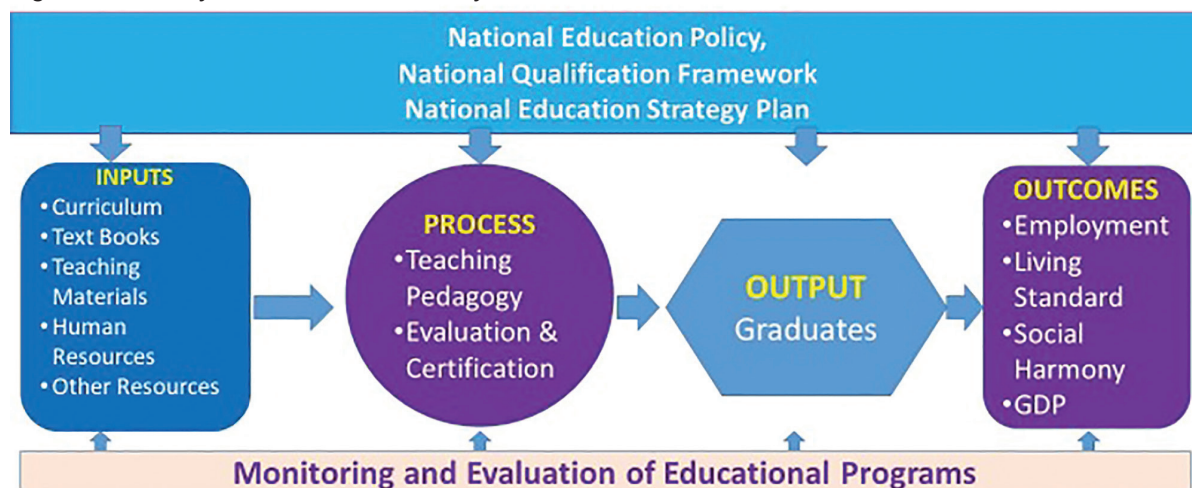 National Education Policy,
National Qualification Framework
National Education Strategy Plan
INPUTS
•Curriculum
•Text Books
•Teaching
Materials
•Human
Resources
•Other Resources
PROCESS
•Teaching
Pedagogy
•Evaluation &
Certification
OUTPUT
Graduates
OUTCOMES
•Employment
•Living
Standard
•Social
Harmony
•GDP
Monitoring and Evaluation of Educational Programs